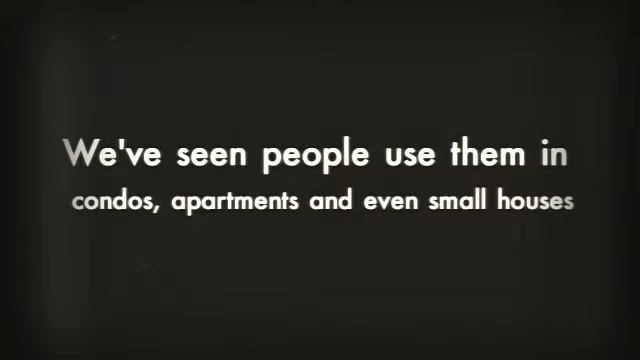 We've seen people use them in
condos, apartments and even small houses